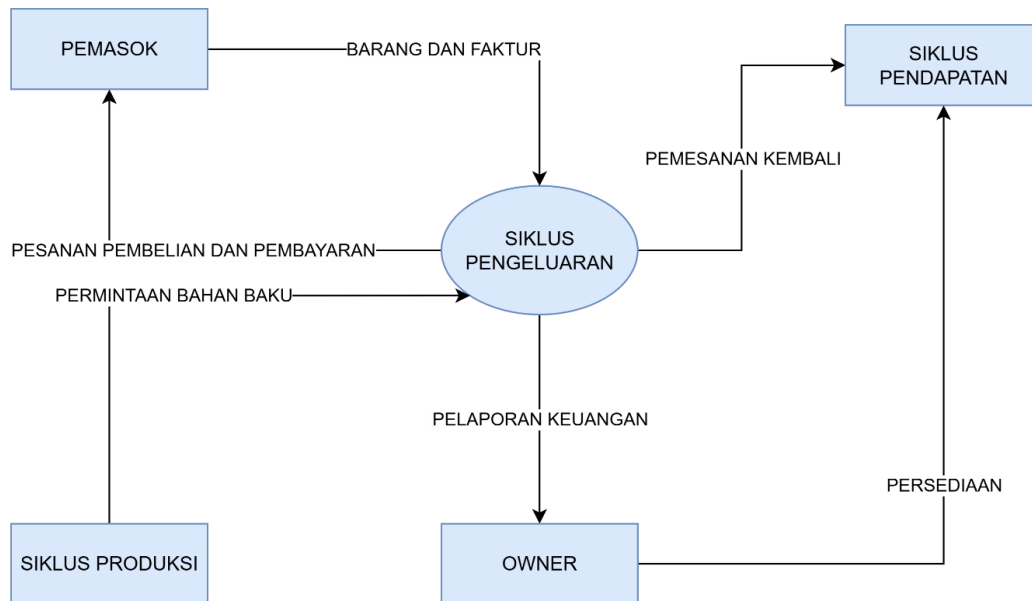 PEMASOK
BARANG DAN FAKTUR
SIKLUS
PENDAPATAN
PEMESANAN KEMBALI
PESANAN PEMBELIAN DAN PEMBAYARAN
SIKLUS
PENGELUARAN
PERMINTAAN BAHAN BAKU
PELAPORAN KEUANGAN
PERSEDIAAN
SIKLUS PRODUKSI
OWNER